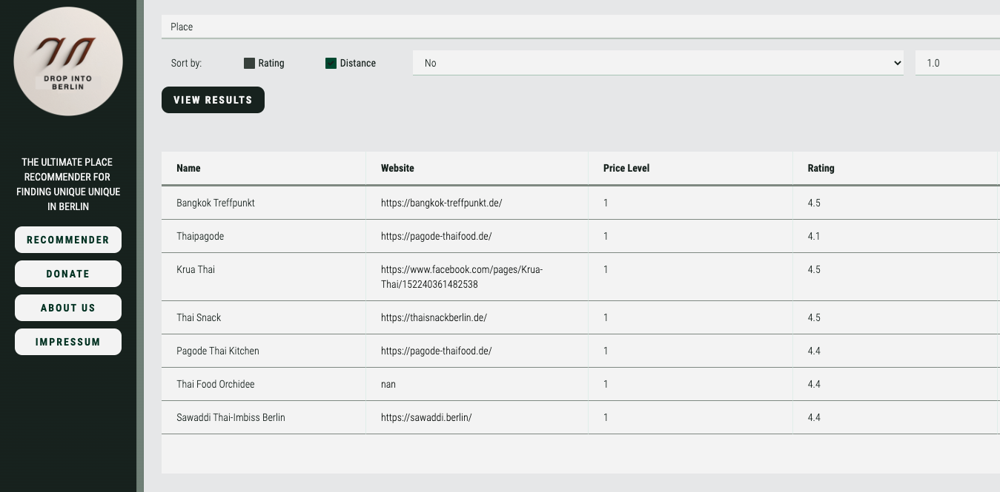 DROP INTO
BERLIN
THE ULTIMATE PLACE
RECOMMENDER FOR
FINDING UNIQUE UNIQUE
IN BERLIN
RECOMMENDER
DONATE
ABOUT US
IMPRESSUM
Place
Sort by: Rating Distance No 1.0
VIEW RESULTS
Name Website Price Level Rating
Bangkok Treffpunkt https://bangkok-treffpunkt.de/ 1 4.5
Thaipagode https://pagode-thaifood.de/ 1 4.1
Krua Thai https://www.facebook.com/pages/Krua- 1 4.5
Thai/152240361482538
Thai Snack https://thaisnackberlin.de/ 1 4.5
Pagode Thai Kitchen https://pagode-thaifood.de/ 1 4.4
Thai Food Orchidee nan 1 4.4
Sawaddi Thai-Imbiss Berlin https://sawaddi.berlin/ 1 4.4